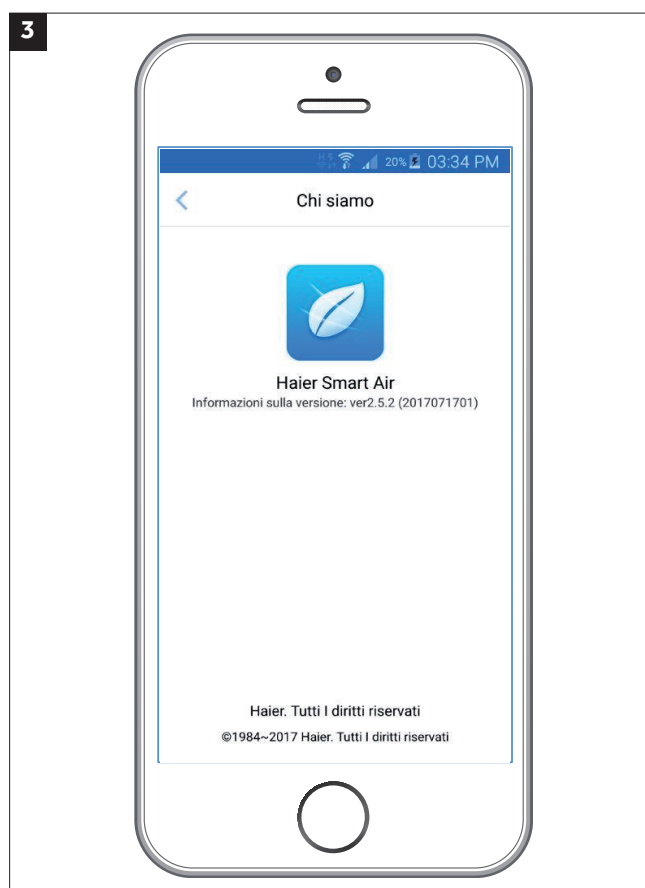 3
20% 03:34 PM
Chi siamo
Haier Smart Air
Informazioni sulla versione: ver2.5.2 (2017071701)
Haier. Tutti I diritti riservati
©1984~2017 Haier. Tutti I diritti riservati